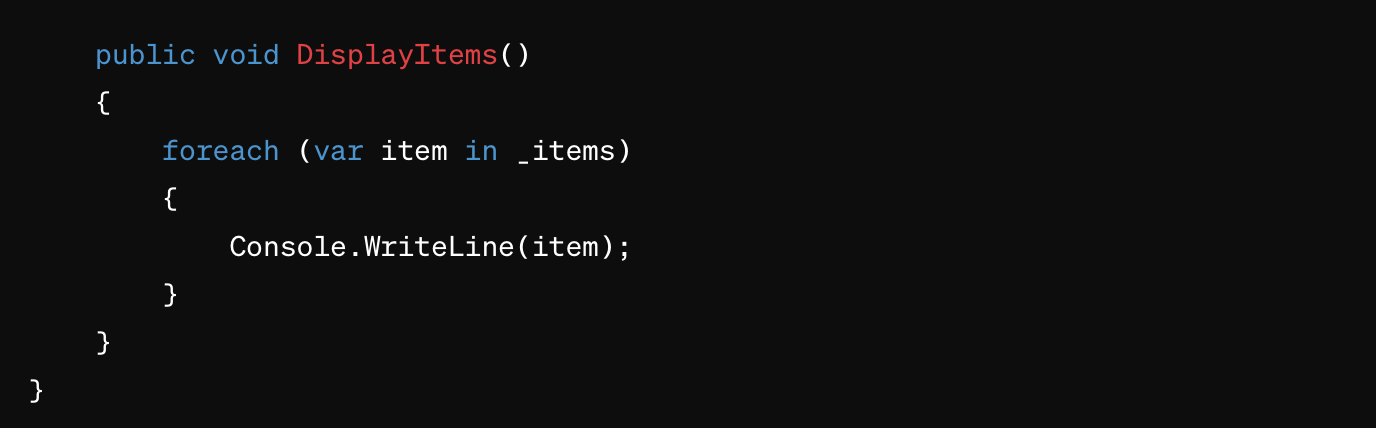 public void DisplayItems()
{
foreach (var item in _items)
{
Console.WriteLine(item);
}
}
}